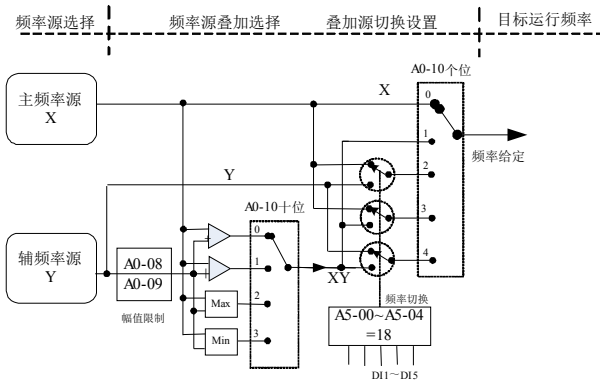 频率源选择
频率源叠加选择
叠加源切换设置
目标运行频率
A0-10个位
主频率源
X
X
0
1
2
3
4
频率给定
Y
A0-10十位
辅频率源
Y
A0-08
A0-09
幅值限制
+
+
Max
Min
0
1
2
3
XY
频率切换
A5-00~A5-04
=18
DI1~DI5